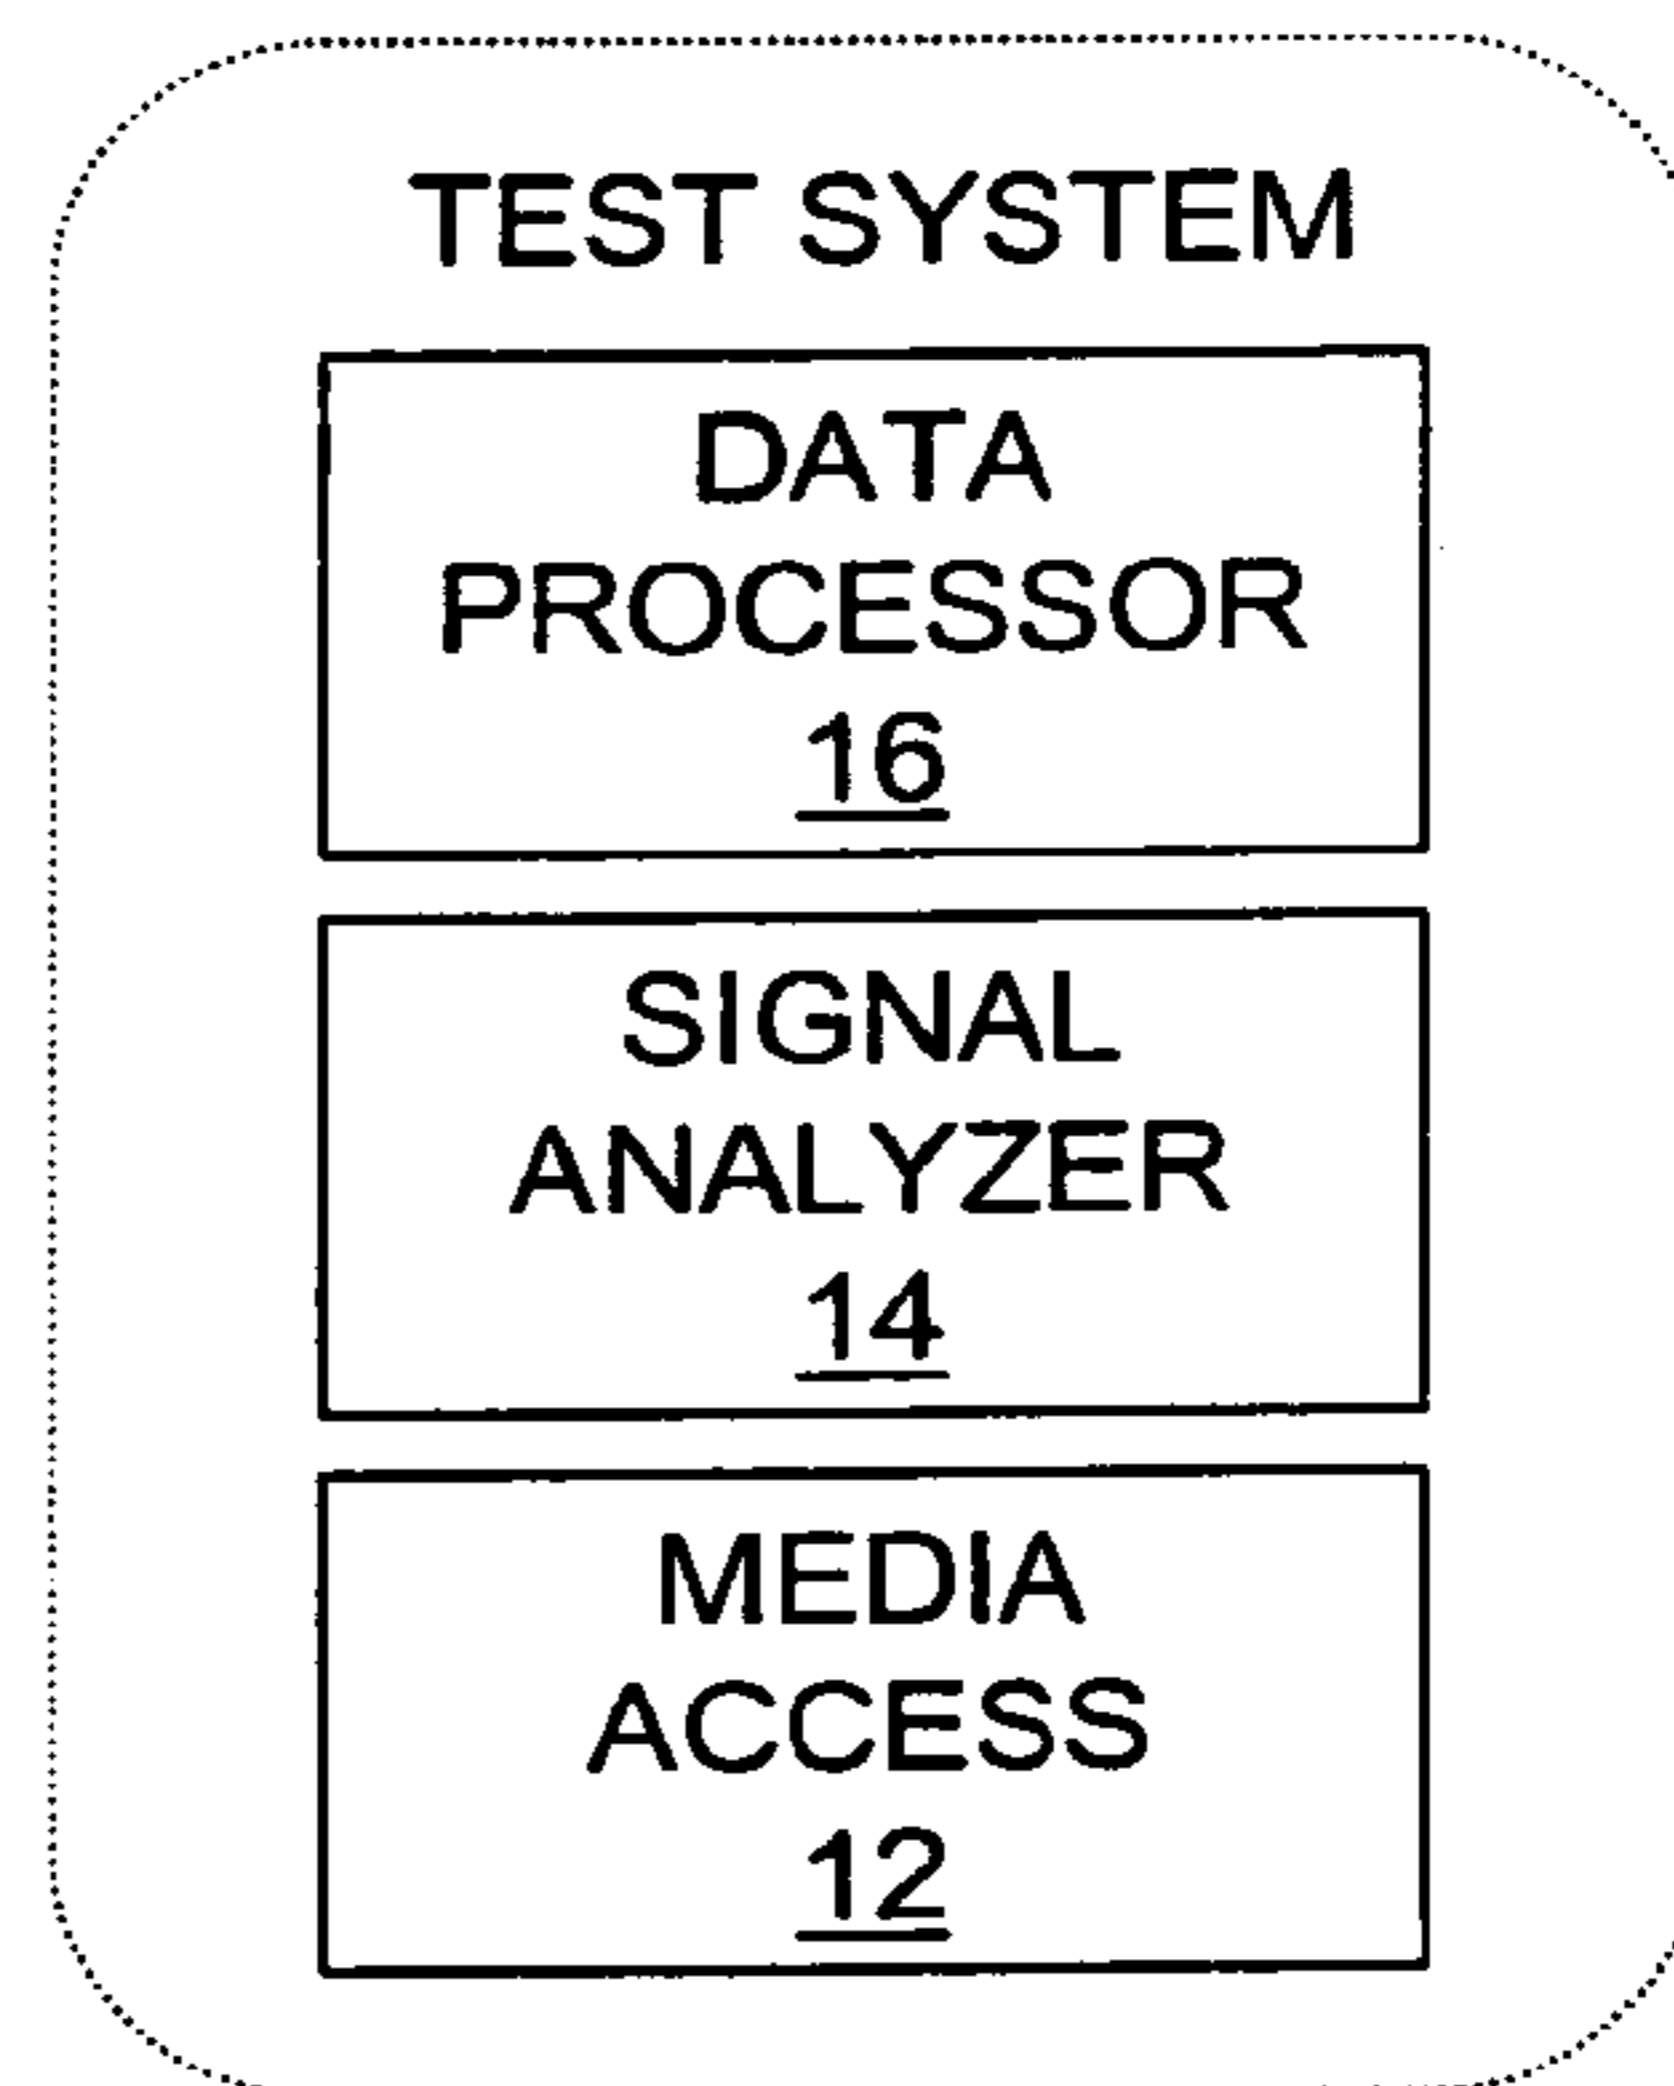 TEST SYSTEM
DATA
PROCESSOR
16
SIGNAL
ANALYZER
14
MEDIA
ACCESS
12